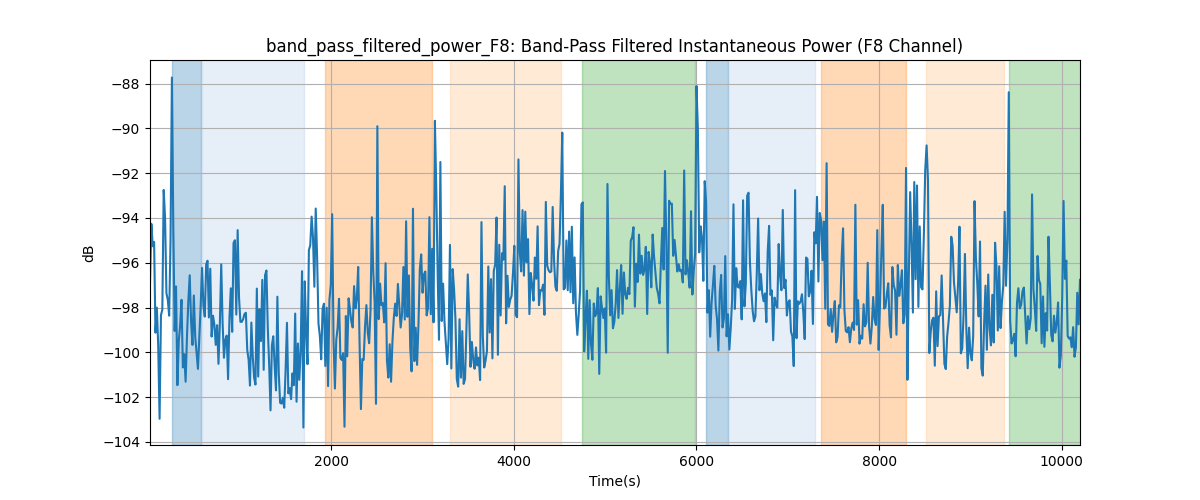 band_pass_filtered_power_F8: Band-Pass Filtered Instantaneous Power (F8 Channel)
−88
−90
−92
−94
−96
−98
−100
−102
−104
dB
2000 4000 6000 8000 10000
Time(s)